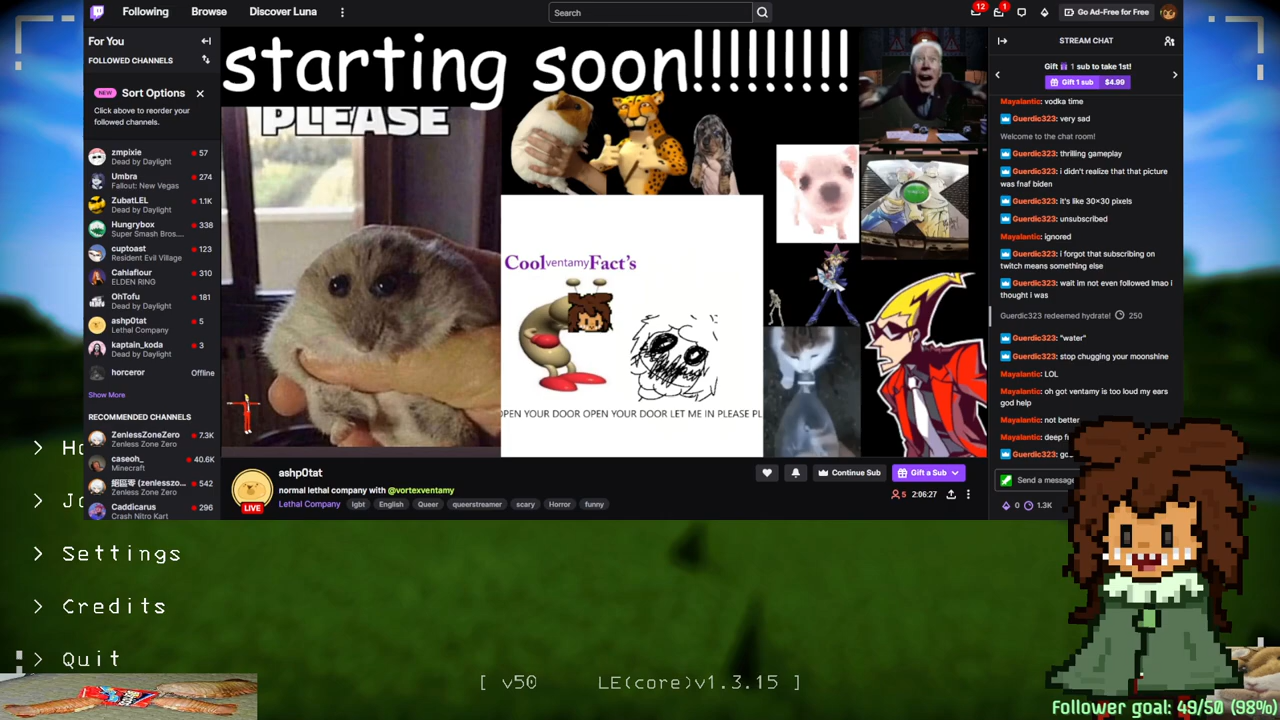 Following
Browse
Discover Luna
Search
12
1
Go Ad-Free for Free
For You
FOLLOWED CHANNELS
NEW
Sort Options
Click above to reorder your
followed channels.
zmpixie
57
Dead by Daylight
Umbra
274
Fallout: New Vegas
ZubatLEL
1.1K
Dead by Daylight
Hungrybox
338
Super Smash Bros....
cuptoast
123
Resident Evil Village
Cahlaflour
310
ELDEN RING
OhTofu
181
Dead by Daylight
ashp0tat
5
Lethal Company
kaptain_koda
3
Dead by Daylight
horceror
Offline
Show More
RECOMMENDED CHANNELS
ZenlessZoneZero
7.3K
Zenless Zone Zero
caseoh_
40.6K
Minecraft
(zenlesszo...
542
Zenless Zone Zero
Caddicarus
296
Crash Nitro Kart
starting soon!!!!!!!!!
PLEASE
CoolventamyFact's
OPEN YOUR DOOR OPEN YOUR DOOR LET ME IN PLEASE PL
LIVE
ashp0tat
normal lethal company with @vortexventamy
Lethal Company
lgbt
English
Queer
queerstreamer
scary
Horror
funny
Continue Sub
Gift a Sub
5
2:06:27
STREAM CHAT
Gift 1 sub to take 1st!
Gift 1 sub
$4.99
Mayalantic: vodka time
Guerdic323: very sad
Welcome to the chat room!
Guerdic323: thrilling gameplay
Guerdic323: i didn't realize that that picture
was fnaf biden
Guerdic323: it's like 30×30 pixels
Guerdic323: unsubscribed
Mayalantic: ignored
Guerdic323: i forgot that subscribing on
twitch means something else
Guerdic323: wait im not even followed lmao i
thought I was
Guerdic323 redeemed hydrate! 250
Guerdic323: "water"
Guerdic323: stop chugging your moonshine
Mayalantic: LOL
Mayalantic: oh got ventamy is too loud my ears
god help
Mayalantic: not better
Mayalantic: deep
Guerdic323:
Send a message
0
1.3K
> Ho
> Jo
> Settings
> Credits
> Quit
[ v50 LE(core)v1.3.15 ]
Follower goal: 49/50 (98%)